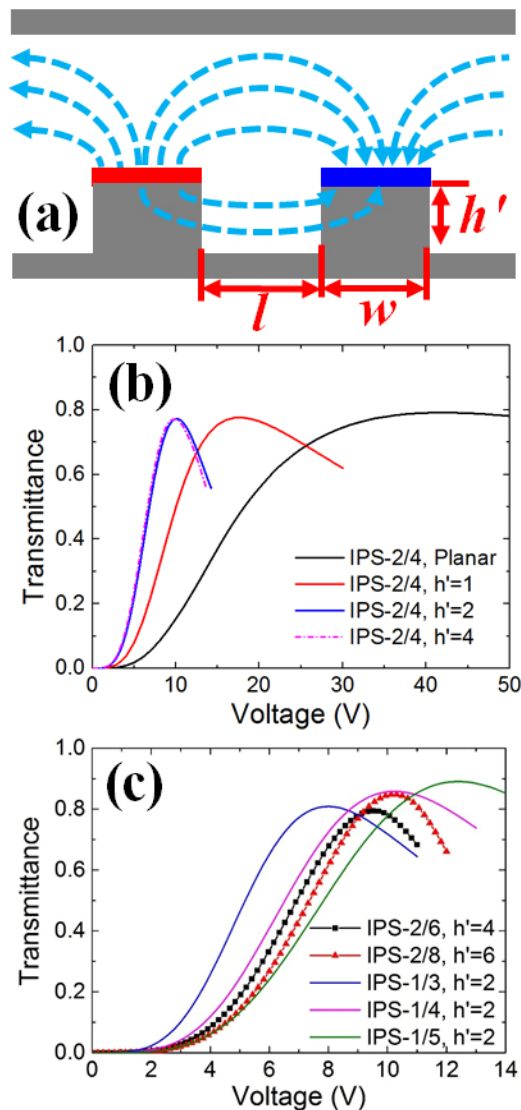 (a)
h'
l
w
(b)
1.0
0.8
0.6
0.4
0.2
0.0
Transmittance
IPS-2/4, Planar
IPS-2/4, h'=1
IPS-2/4, h'=2
IPS-2/4, h'=4
0 10 20 30 40 50
Voltage (V)
(c)
1.0
0.8
0.6
0.4
0.2
0.0
Transmittance
IPS-2/6, h'=4
IPS-2/8, h'=6
IPS-1/3, h'=2
IPS-1/4, h'=2
IPS-1/5, h'=2
0 2 4 6 8 10 12 14
Voltage (V)